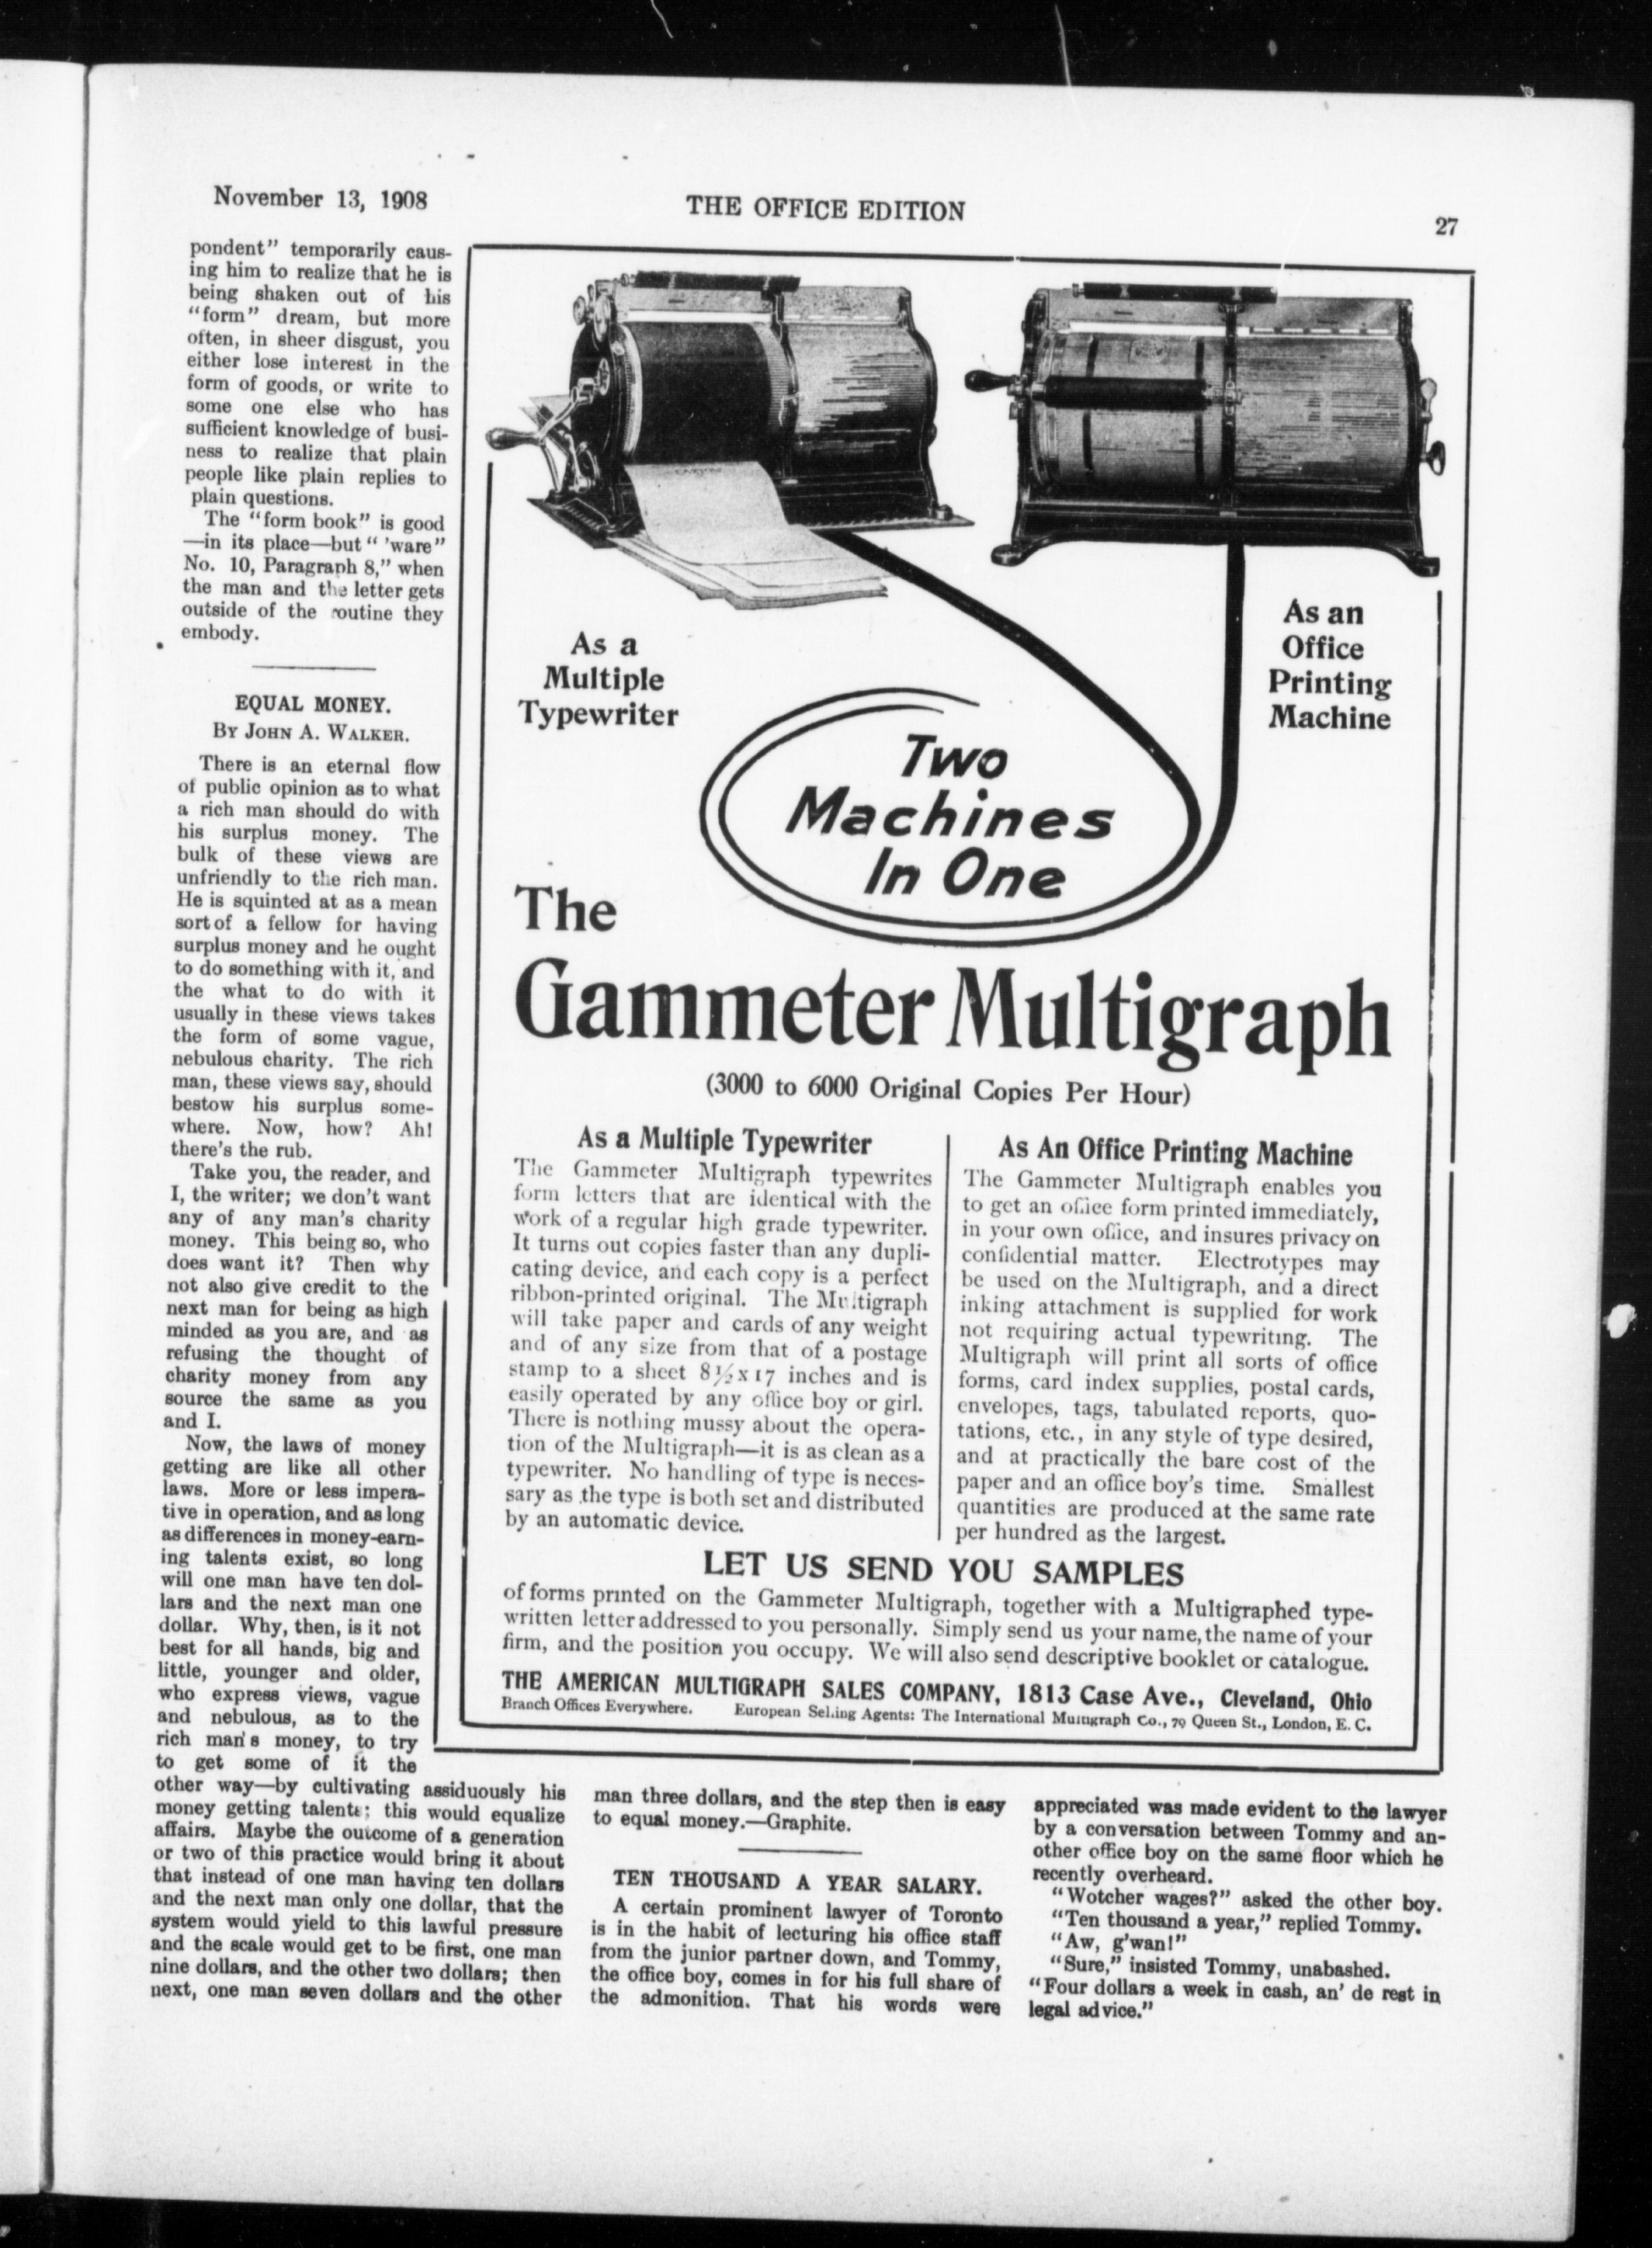 November 13, 1908
THE OFFICE EDITION
27
pondent" temporarily caus-
ing him to realize that he is
being shaken out of his
"form" dream, but more
often, in sheer disgust, you
either lose interest in the
form of goods, or write to
some one else who has
sufficient knowledge of busi-
ness to realize that plain
people like plain replies to
plain questions.
The "form book" is good
—in its place—but " 'ware"
No. 10, Paragraph 8," when
the man and the letter gets
outside of the routine they
embody.
EQUAL MONEY.
BY JOHN A. WALKER.
There is an eternal flow
of public opinion as to what
a rich man should do with
his surplus money. The
bulk of these views are
unfriendly to the rich man.
He is squinted at as a mean
sort of a fellow for having
surplus money and he ought
to do something with it, and
the what to do with it
usually in these views takes
the form of some vague,
nebulous charity. The rich
man, these views say, should
bestow his surplus some-
where. Now, how? Ah!
there's the rub.
Take you, the reader, and
I, the writer; we don't want
any of any man's charity
money. This being so, who
does want it? Then why
not also give credit to the
next man for being as high
minded as you are, and as
refusing the thought of
charity money from any
source the same as you
and I.
Now, the laws of money
getting are like all other
laws. More or less impera-
tive in operation, and as long
as differences in money-earn-
ing talents exist, so long
will one man have ten dol-
lars and the next man one
dollar. Why, then, is it not
best for all hands, big and
little, younger and older,
who express views, vague
and nebulous, as to the
rich man's money, to try
to get some of it the
other way—by cultivating assiduously his
money getting talents; this would equalize
affairs. Maybe the outcome of a generation
or two of this practice would bring it about
that instead of one man having ten dollars
and the next man only one dollar, that the
system would yield to this lawful pressure
and the scale would get to be first, one man
nine dollars, and the other two dollars; then
next, one man seven dollars and the other
man three dollars, and the step then is easy
to equal money.—Graphite.
TEN THOUSAND A YEAR SALARY.
A certain prominent lawyer of Toronto
is in the habit of lecturing his office staff
from the junior partner down, and Tommy,
the office boy, comes in for his full share of
the admonition. That his words were
appreciated was made evident to the lawyer
by a conversation between Tommy and an-
other office boy on the same floor which he
recently overheard.
"Wotcher wages?" asked the other boy.
"Ten thousand a year," replied Tommy.
"Aw, g'wan!"
"Sure," insisted Tommy, unabashed.
"Four dollars a week in cash, an' de rest in
legal advice."
As a
Multiple
Typewriter
As an
Office
Printing
Machine
Two
Machines
In One
The
Gammeter Multigraph
(3000 to 6000 Original Copies Per Hour)
As a Multiple Typewriter
The Gammeter Multigraph typewrites
form letters that are identical with the
work of a regular high grade typewriter.
It turns out copies faster than any dupli-
cating device, and each copy is a perfect
ribbon-printed original. The Multigraph
will take paper and cards of any weight
and of any size from that of a postage
stamp to a sheet 8½x17 inches and is
easily operated by any office boy or girl.
There is nothing mussy about the opera-
tion of the Multigraph—it is as clean as a
typewriter. No handling of type is neces-
sary as the type is both set and distributed
by an automatic device.
As An Office Printing Machine
The Gammeter Multigraph enables you
to get an office form printed immediately,
in your own office, and insures privacy on
confidential matter. Electrotypes may
be used on the Multigraph, and a direct
inking attachment is supplied for work
not requiring actual typewriting. The
Multigraph will print all sorts of office
forms, card index supplies, postal cards,
envelopes, tags, tabulated reports, quo-
tations, etc., in any style of type desired,
and at practically the bare cost of the
paper and an office boy's time. Smallest
quantities are produced at the same rate
per hundred as the largest.
LET US SEND YOU SAMPLES
of forms printed on the Gammeter Multigraph, together with a Multigraphed type-
written letter addressed to you personally. Simply send us your name, the name of your
firm, and the position you occupy. We will also send descriptive booklet or catalogue.
THE AMERICAN MULTIGRAPH SALES COMPANY, 1813 Case Ave., Cleveland, Ohio
Branch Offices Everywhere. European Selling Agents: The International Multigraph Co., 79 Queen St., London, E. C.